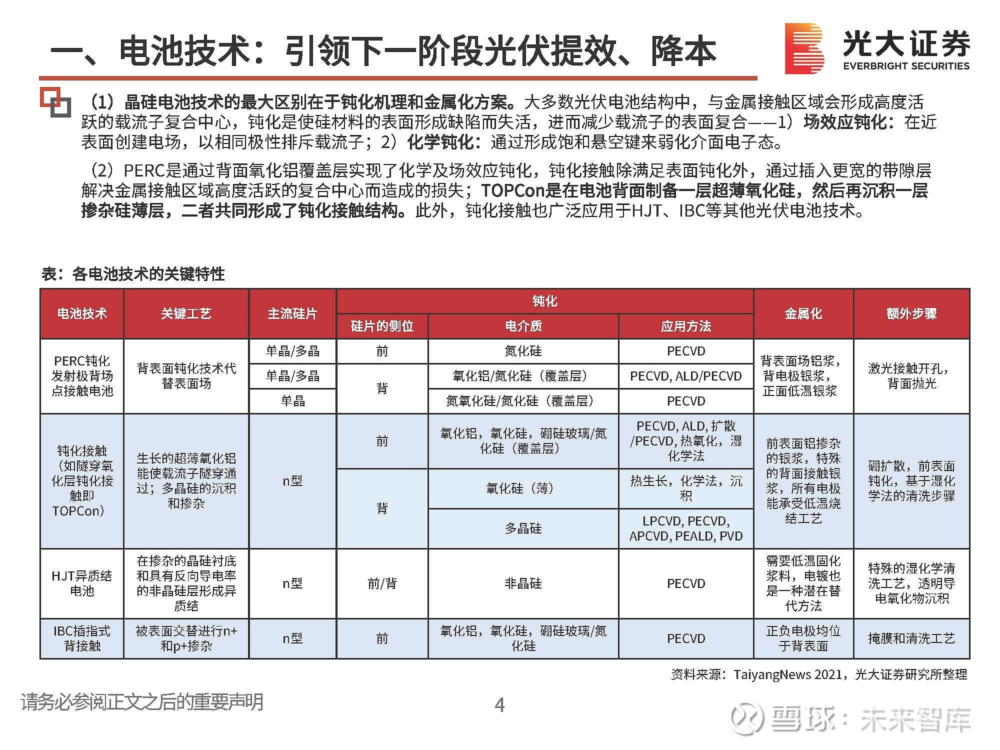 一、电池技术：引领下一阶段光伏提效、降本
光大证券
EVERBRIGHT SECURITIES
（1）晶硅电池技术的最大区别在于钝化机理和金属化方案。大多数光伏电池结构中，与金属接触区域会形成高度活
跃的载流子复合中心，钝化是使硅材料的表面形成缺陷而失活，进而减少载流子的表面复合——1）场效应钝化：在近
表面创建电场，以相同极性排斥载流子；2）化学钝化：通过形成饱和悬空键来弱化介面电子态。
（2）PERC是通过背面氧化铝覆盖层实现了化学及场效应钝化，钝化接触除满足表面钝化外，通过插入更宽的带隙层
解决金属接触区域高度活跃的复合中心而造成的损失；TOPCon是在电池背面制备一层超薄氧化硅，然后再沉积一层
掺杂硅薄层，二者共同形成了钝化接触结构。此外，钝化接触也广泛应用于HJT、IBC等其他光伏电池技术。
表：各电池技术的关键特性
电池技术
关键工艺
主流硅片
钝化
硅片的侧位
电介质
应用方法
金属化
额外步骤
PERC钝化
发射极背场
点接触电池
背表面钝化技术代
替表面场
单晶/多晶
前
氮化硅
PECVD
单晶/多晶
背
氧化铝/氮化硅（覆盖层）
PECVD, ALD/PECVD
单晶
氮氧化硅/氮化硅（覆盖层）
PECVD
背表面场铝浆，
背电极银浆，
正面低温银浆
激光接触开孔，
背面抛光
钝化接触
（如隧穿氧
化层钝化接
触即
TOPCon）
生长的超薄氧化铝
能使载流子隧穿通
过；多晶硅的沉积
和掺杂
n型
前
氧化铝，氧化硅，硼硅玻璃/氮
化硅（覆盖层）
PECVD, ALD, 扩散
/PECVD, 热氧化，湿
化学法
背
氧化硅（薄）
热生长，化学法，沉
积
多晶硅
LPCVD, PECVD,
APCVD, PEALD, PVD
前表面铝掺杂
的银浆，特殊
的背面接触银
浆，所有电极
能承受低温烧
结工艺
硼扩散，前表面
钝化，基于湿化
学法的清洗步骤
HJT异质结
电池
在掺杂的晶硅衬底
和具有反向导电率
的非晶硅层形成异
质结
n型
前/背
非晶硅
PECVD
需要低温固化
浆料，电镀也
是一种潜在替
代方法
特殊的湿化学清
洗工艺，透明导
电氧化物沉积
IBC插指式
背接触
被表面交替进行n+
和p+掺杂
n型
前
氧化铝，氧化硅，硼硅玻璃/氮
化硅
PECVD
正负电极均位
于背表面
掩膜和清洗工艺
资料来源：TaiyangNews 2021，光大证券研究所整理
请务必参阅正文之后的重要声明
4
雪球：未来智库